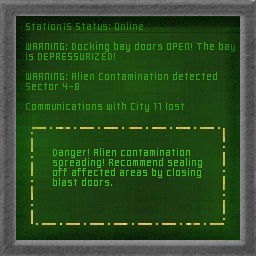 Station15 Status: Online
WARNING: Docking bay doors OPEN! The bay
is DEPRESSURIZED!
WARNING: Alien Contamination detected
Sector 4-B
Communications with City 17 lost
Danger! Alien contamination
spreading! Recommend sealing
off affected areas by closing
blast doors.